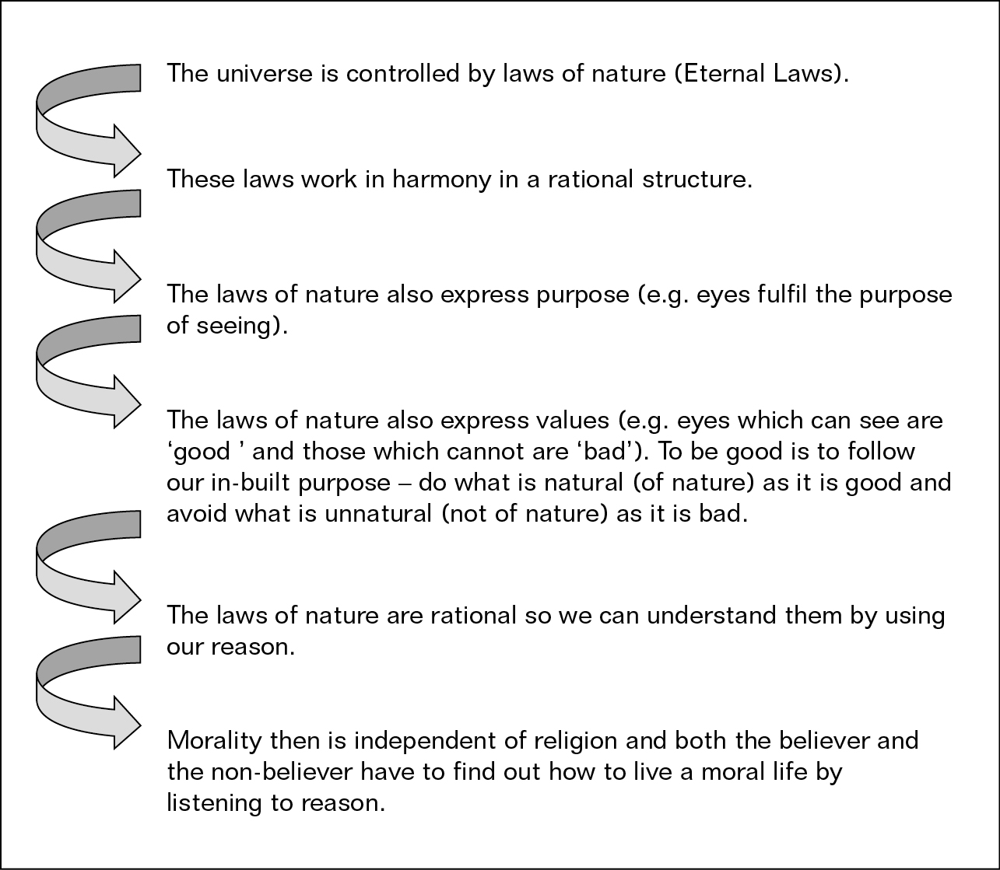 The universe is controlled by laws of nature (Eternal Laws).
These laws work in harmony in a rational structure.
The laws of nature also express purpose (e.g. eyes fulfil the purpose
of seeing).
The laws of nature also express values (e.g. eyes which can see are
‘good ’ and those which cannot are ‘bad’). To be good is to follow
our in-built purpose – do what is natural (of nature) as it is good and
avoid what is unnatural (not of nature) as it is bad.
The laws of nature are rational so we can understand them by using
our reason.
Morality then is independent of religion and both the believer and
the non-believer have to find out how to live a moral life by
listening to reason.